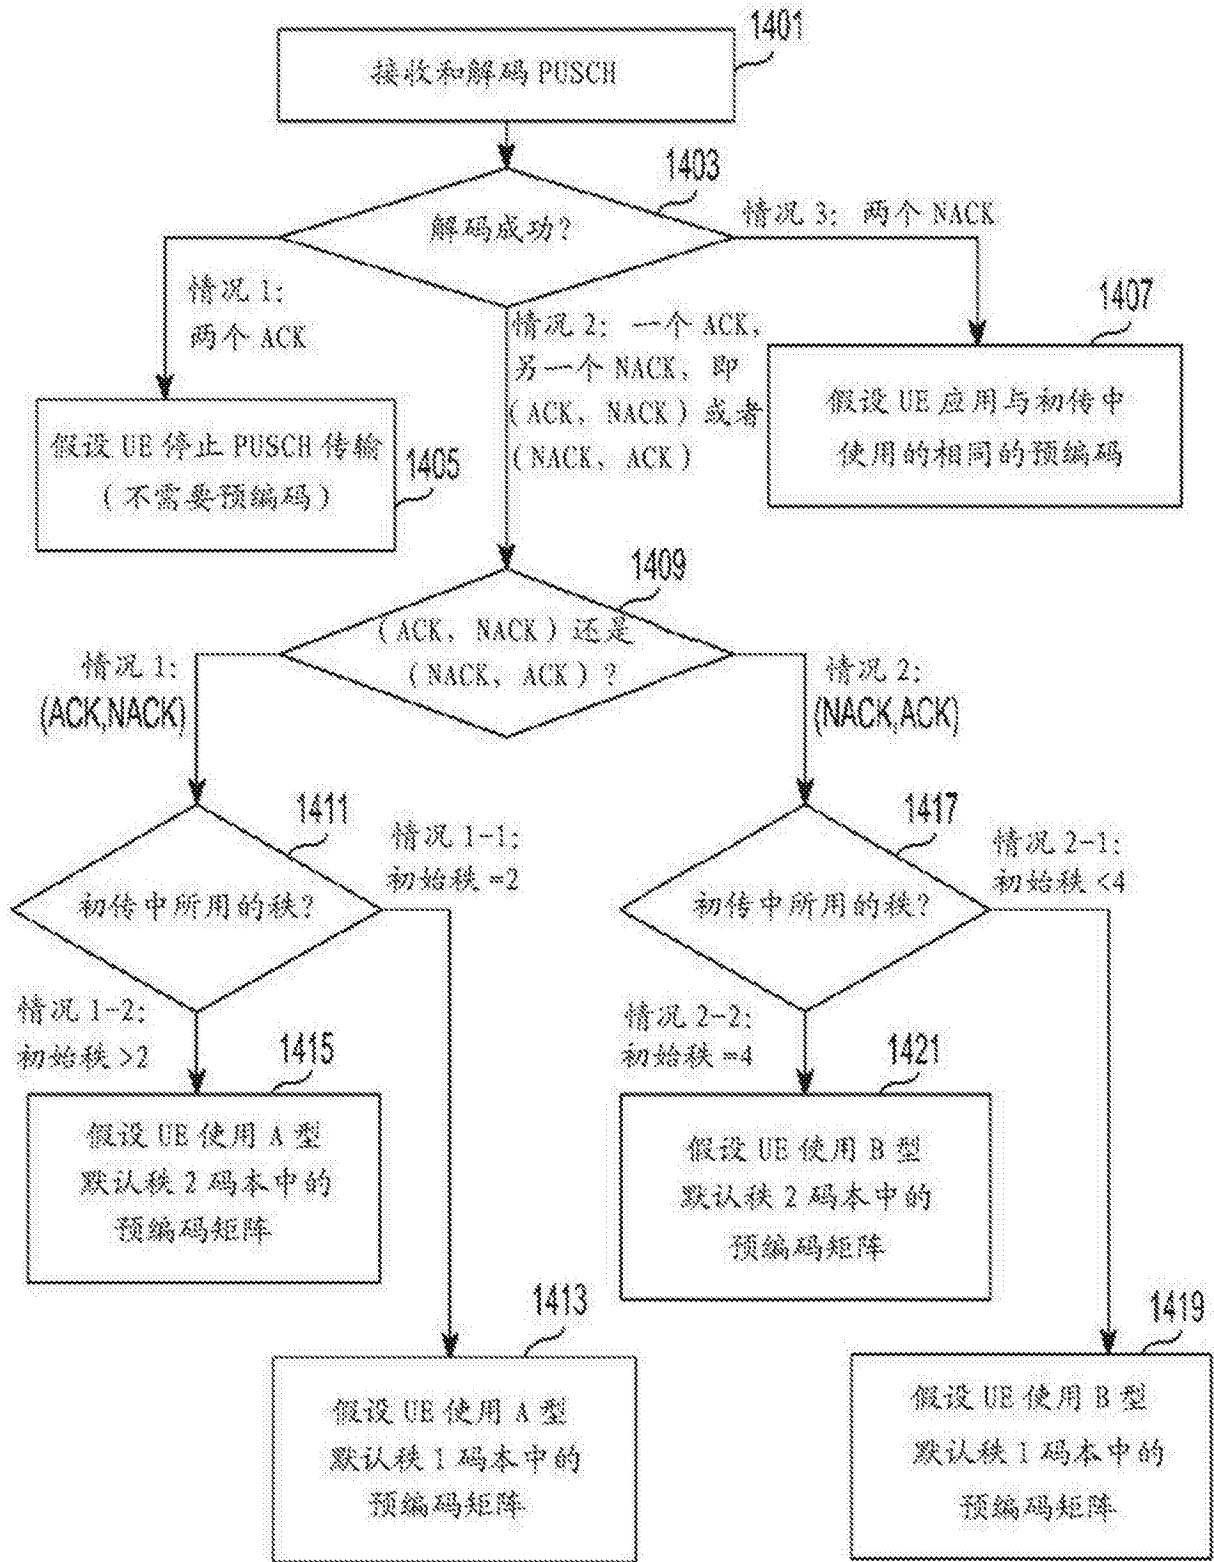 1401
接收和解码 PUSCH
1403
解码成功?
情况 3: 两个 NACK
情况 1:
两个 ACK
情况 2: 一个 ACK,
另一个 NACK, 即
(ACK, NACK) 或者
(NACK, ACK)
1407
假设 UE 应用与初传中
使用的相同的预编码
假设 UE 停止 PUSCH 传输
(不需要预编码)
1405
1409
(ACK, NACK) 还是
(NACK, ACK) ?
情况 1:
(ACK,NACK)
情况 2:
(NACK,ACK)
1411
初传中所用的秩?
情况 1-1:
初始秩 =2
1417
初传中所用的秩?
情况 2-1:
初始秩 <4
情况 1-2:
初始秩 >2
1415
情况 2-2:
初始秩 =4
1421
假设 UE 使用 A 型
默认秩 2 码本中的
预编码矩阵
假设 UE 使用 B 型
默认秩 2 码本中的
预编码矩阵
1413
假设 UE 使用 A 型
默认秩 1 码本中的
预编码矩阵
1419
假设 UE 使用 B 型
默认秩 1 码本中的
预编码矩阵